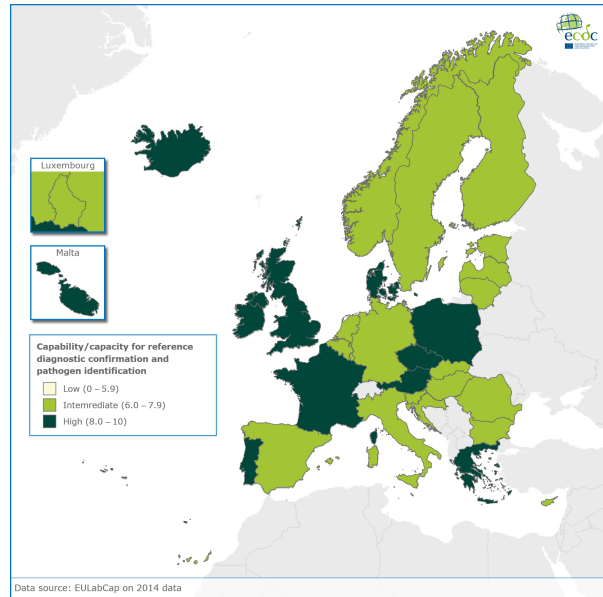 ecdc
Luxembourg
Malta
Capability/capacity for reference
diagnostic confirmation and
pathogen identification
Low (0 – 5.9)
Intemrediate (6.0 – 7.9)
High (8.0 – 10)
Data source: EULabCap on 2014 data